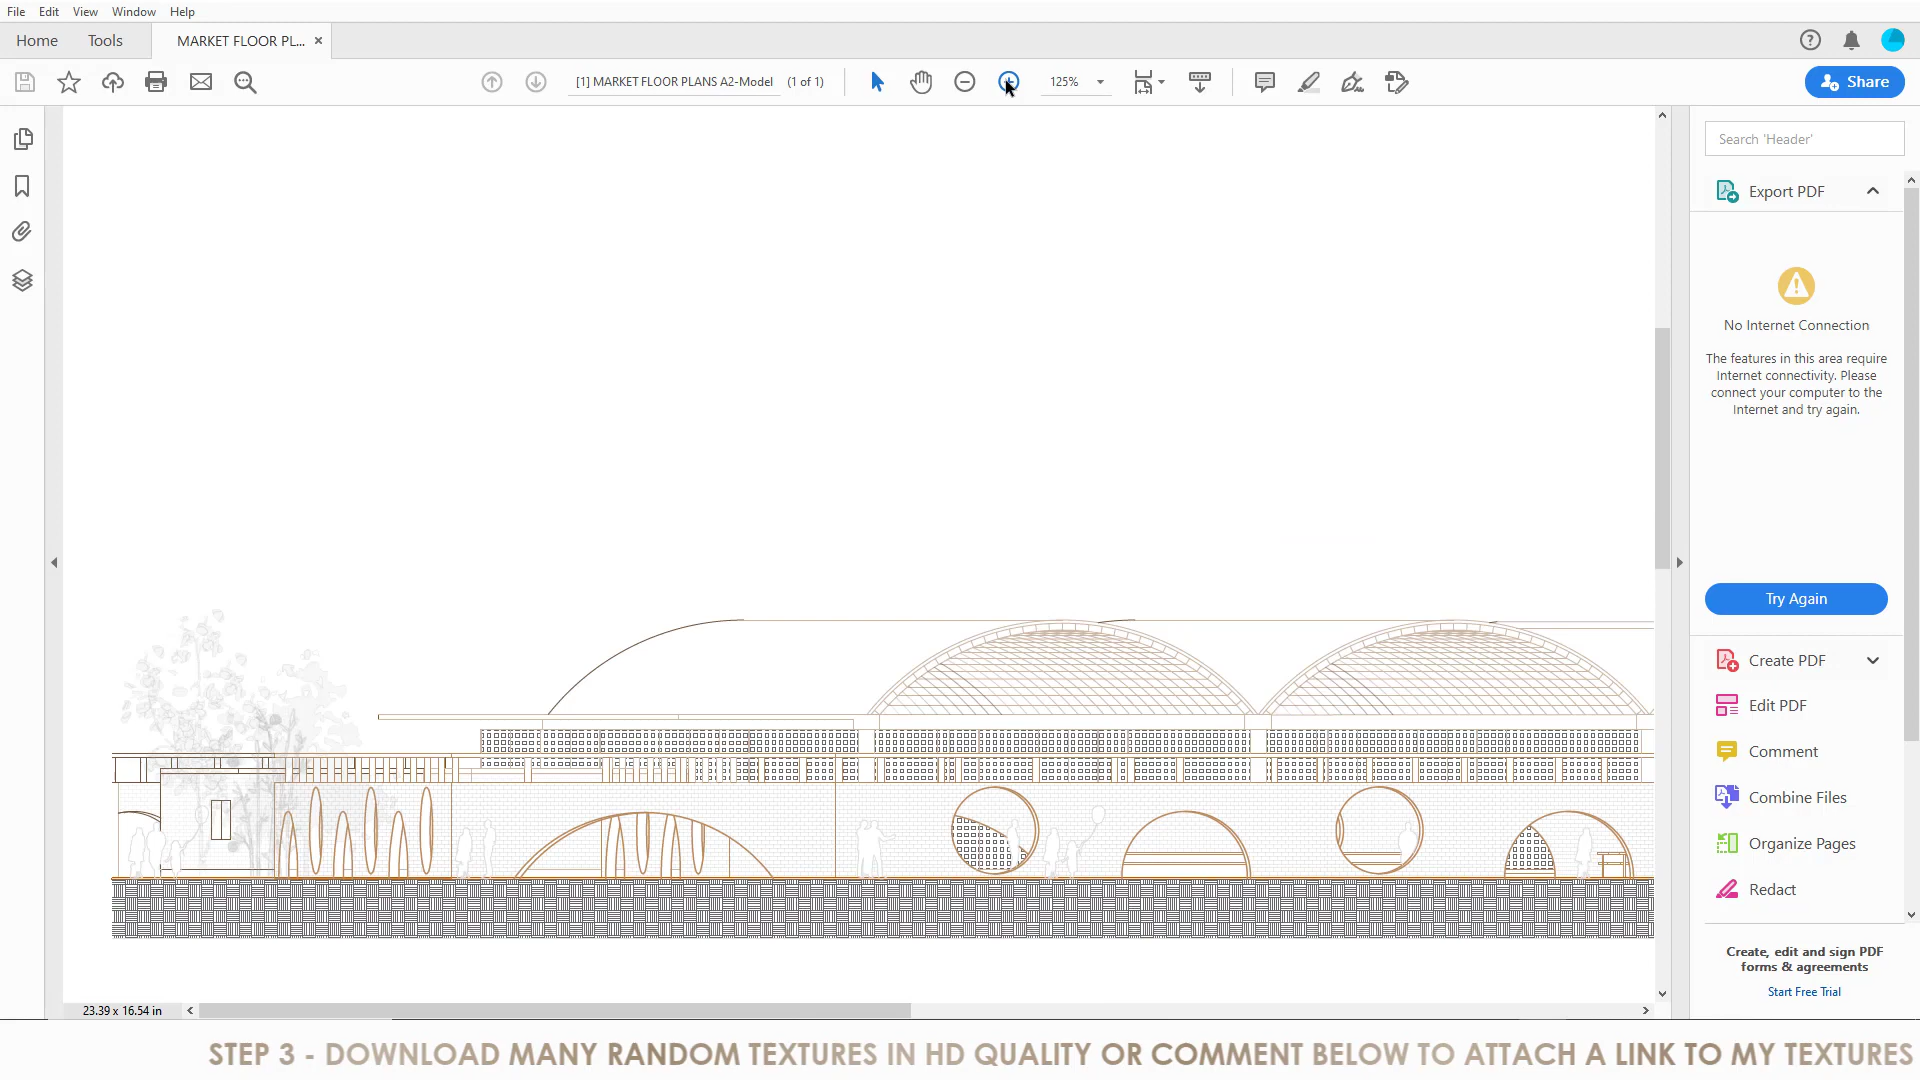 File Edit View Window Help
Home Tools MARKET FLOOR PL...
[1] MARKET FLOOR PLANS A2-Model (1 of 1) 125% Share
Search 'Header'
Export PDF
No Internet Connection
The features in this area require
Internet connectivity. Please
connect your computer to the
Internet and try again.
Try Again
Create PDF
Edit PDF
Comment
Combine Files
Organize Pages
Redact
Create, edit and sign PDF
forms & agreements
Start Free Trial
23.39 x 16.54 in
STEP 3 - DOWNLOAD MANY RANDOM TEXTURES IN HD QUALITY OR COMMENT BELOW TO ATTACH A LINK TO MY TEXTURES